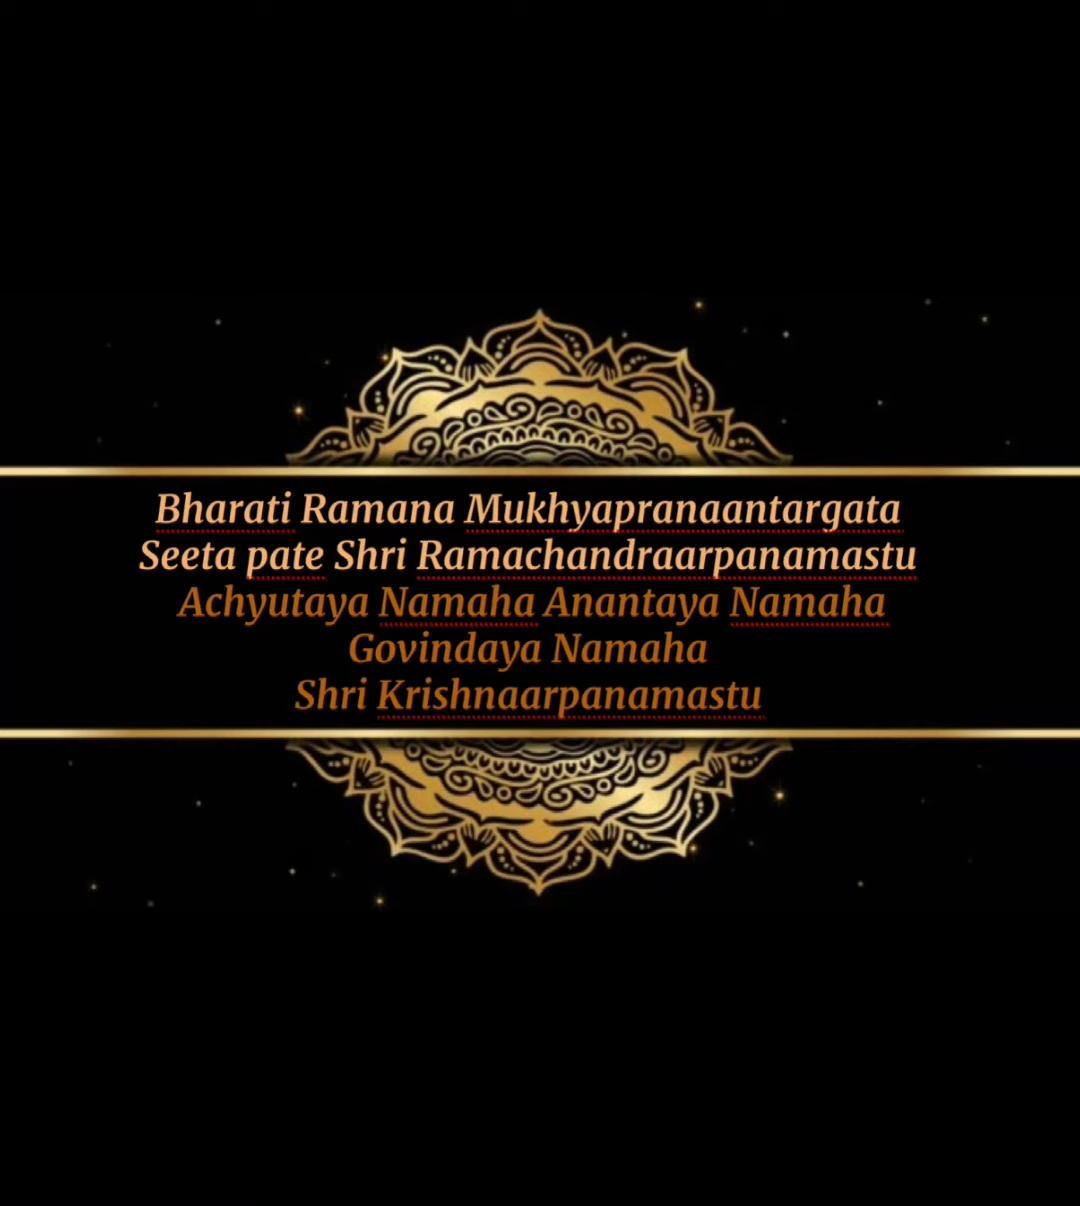 Bharati Ramana Mukhyapranaantargata
Seeta pate Shri Ramachandraarpanamastu
Achyutaya Namaha Anantaya Namaha
Govindaya Namaha
Shri Krishnaarpanamastu